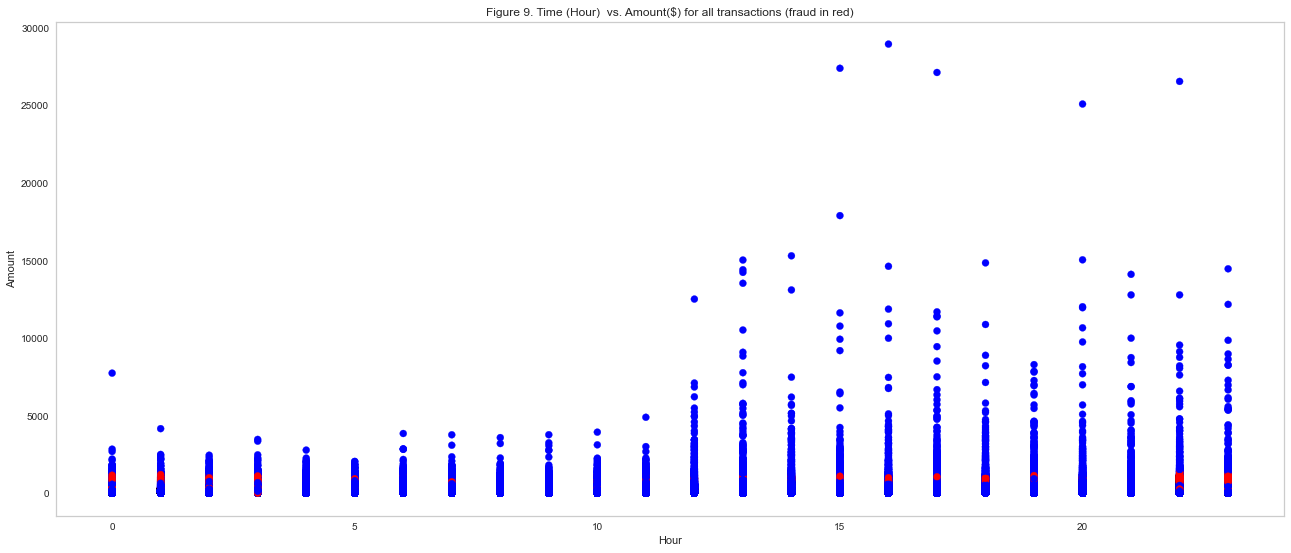 Figure 9. Time (Hour)  vs. Amount($) for all transactions (fraud in red)
30000
25000
20000
15000
10000
5000
0
Amount
0 5 10 15 20
Hour